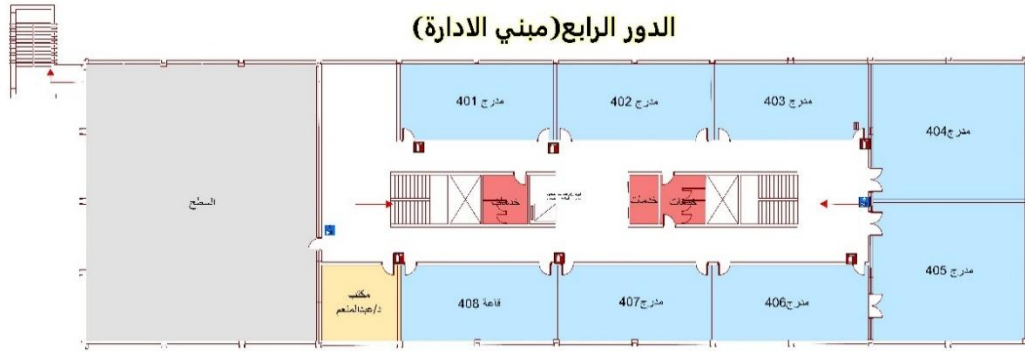 الدور الرابع(مبني الادارة)
مدرج 401
مدرج 402
مدرج 403
مدرج404
السطح
خدمات
خدمات
خدمات
مكتب
د/عبدالمنعم
قاعة 408
مدرج407
مدرج406
مدرج 405